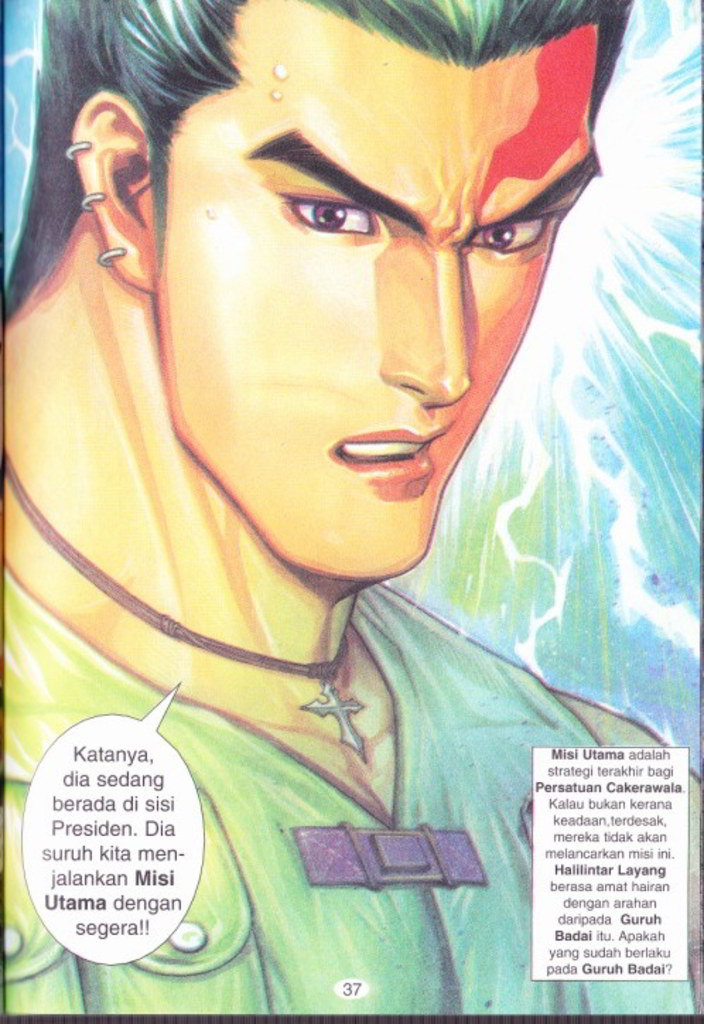 Katanya,
dia sedang
berada di sisi
Presiden. Dia
suruh kita men-
jalankan Misi
Utama dengan
segera!!
Misi Utama adalah
strategi terakhir bagi
Persatuan Cakerawala.
Kalau bukan kerana
keadaan,terdesak,
mereka tidak akan
melancarkan misi ini.
Halilintar Layang
berasa amat hairan
dengan arahan
daripada Guruh
Badai itu. Apakah
yang sudah berlaku
pada Guruh Badai?
37